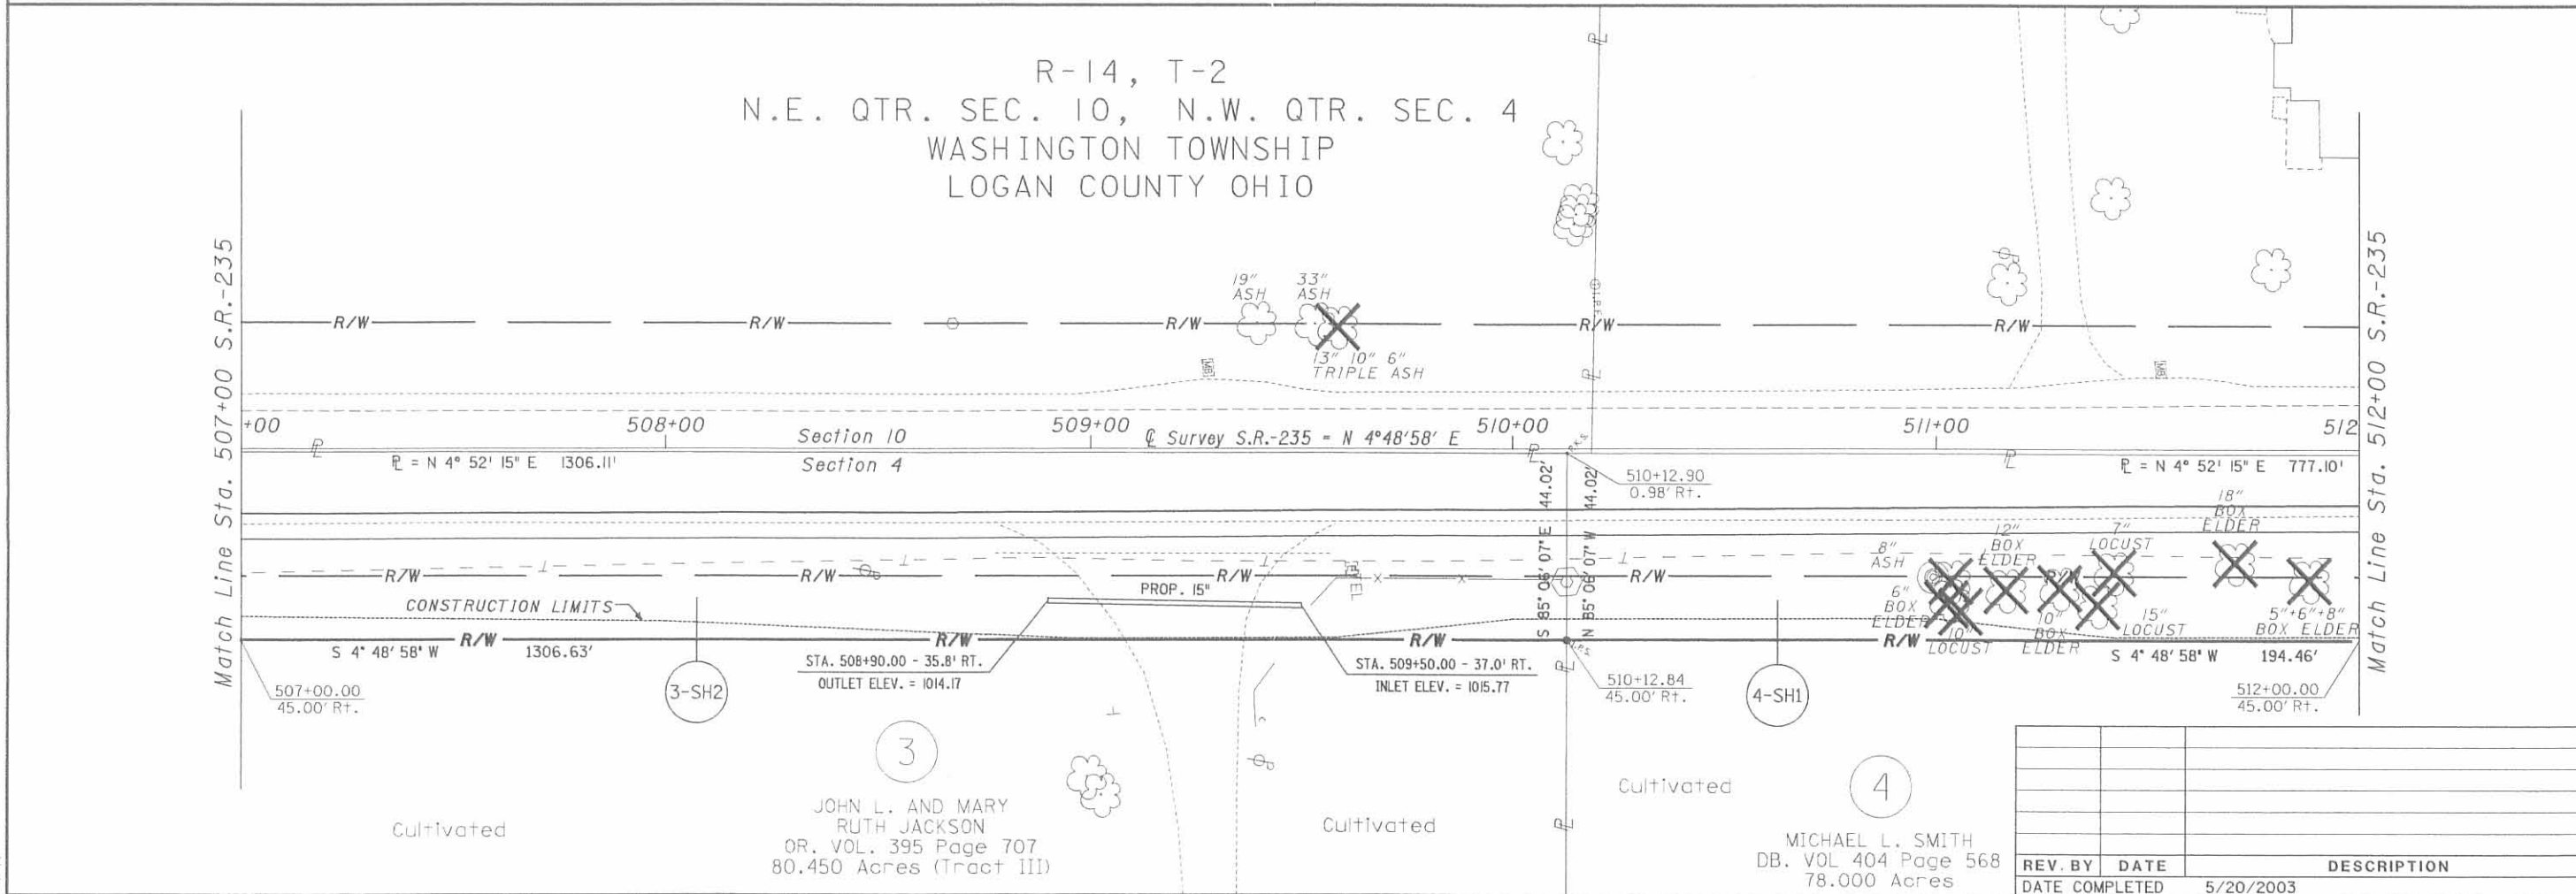 R-14, T-2
N.E. QTR. SEC. 10, N.W. QTR. SEC. 4
WASHINGTON TOWNSHIP
LOGAN COUNTY OHIO
Match Line Sta. 507+00 S.R.-235
Match Line Sta. 512+00 S.R.-235
19"
ASH
33"
ASH
R/W R/W R/W R/W R/W
13" 10" 6"
TRIPLE ASH
MB
MB
+00 508+00 509+00 510+00 511+00 512
Section 10
℄ Survey S.R.-235 = N 4°48'58' E
Section 4
PL = N 4° 52' 15" E 1306.11'
PL = N 4° 52' 15" E 777.10'
P.K.S.
510+12.90
0.98' Rt.
S 85° 06' 07" E 44.02'
N 85° 06' 07" W 44.02'
18"
BOX
ELDER
8"
ASH
12"
BOX
ELDER
7"
LOCUST
R/W R/W R/W R/W R/W
TEL
PROP. 15"
CONSTRUCTION LIMITS
6"
BOX
ELDER
10"
LOCUST
10"
BOX
ELDER
15"
LOCUST
5"+6"+8"
BOX ELDER
R/W R/W R/W R/W
S 4° 48' 58" W 1306.63'
S 4° 48' 58" W 194.46'
I.P.S.
507+00.00
45.00' Rt.
3-SH2
STA. 508+90.00 - 35.8' RT.
OUTLET ELEV. = 1014.17
STA. 509+50.00 - 37.0' RT.
INLET ELEV. = 1015.77
510+12.84
45.00' Rt.
4-SH1
512+00.00
45.00' Rt.
3
JOHN L. AND MARY
RUTH JACKSON
OR. VOL. 395 Page 707
80.450 Acres (Tract III)
Cultivated
Cultivated
Cultivated
4
MICHAEL L. SMITH
DB. VOL 404 Page 568
78.000 Acres
REV. BY DATE DESCRIPTION
DATE COMPLETED 5/20/2003